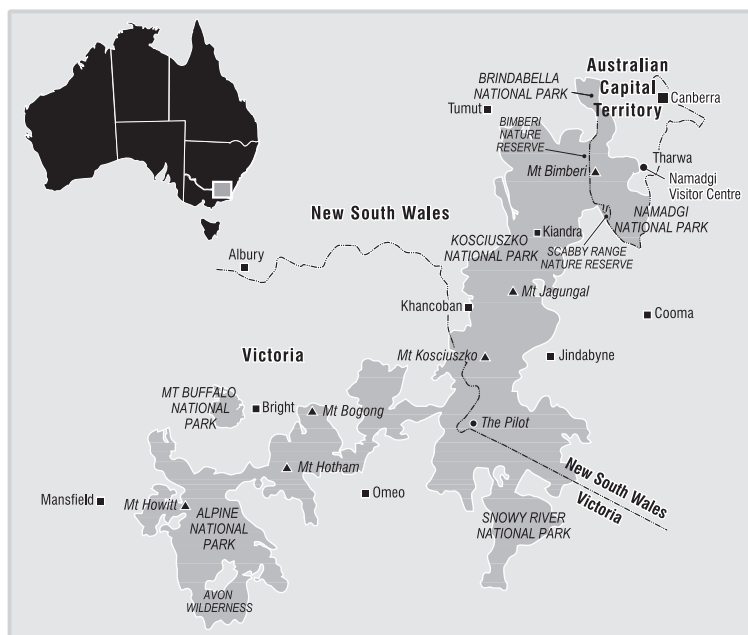 Australian
Capital
Territory
BRINDABELLA
NATIONAL PARK
Canberra
Tumut
BIMBERI
NATURE
RESERVE
Tharwa
Mt Bimberi
Namadgi
Visitor Centre
NAMADGI
NATIONAL PARK
New South Wales
Kiandra
KOSCIUSZKO
NATIONAL PARK
SCABBY RANGE
NATURE RESERVE
Albury
Mt Jagungal
Khancoban
Cooma
Victoria
Mt Kosciuszko
Jindabyne
MT BUFFALO
NATIONAL
PARK
Bright
Mt Bogong
The Pilot
Mt Hotham
New South Wales
Victoria
Mansfield
Mt Howitt
Omeo
ALPINE
NATIONAL
PARK
SNOWY RIVER
NATIONAL PARK
AVON
WILDERNESS